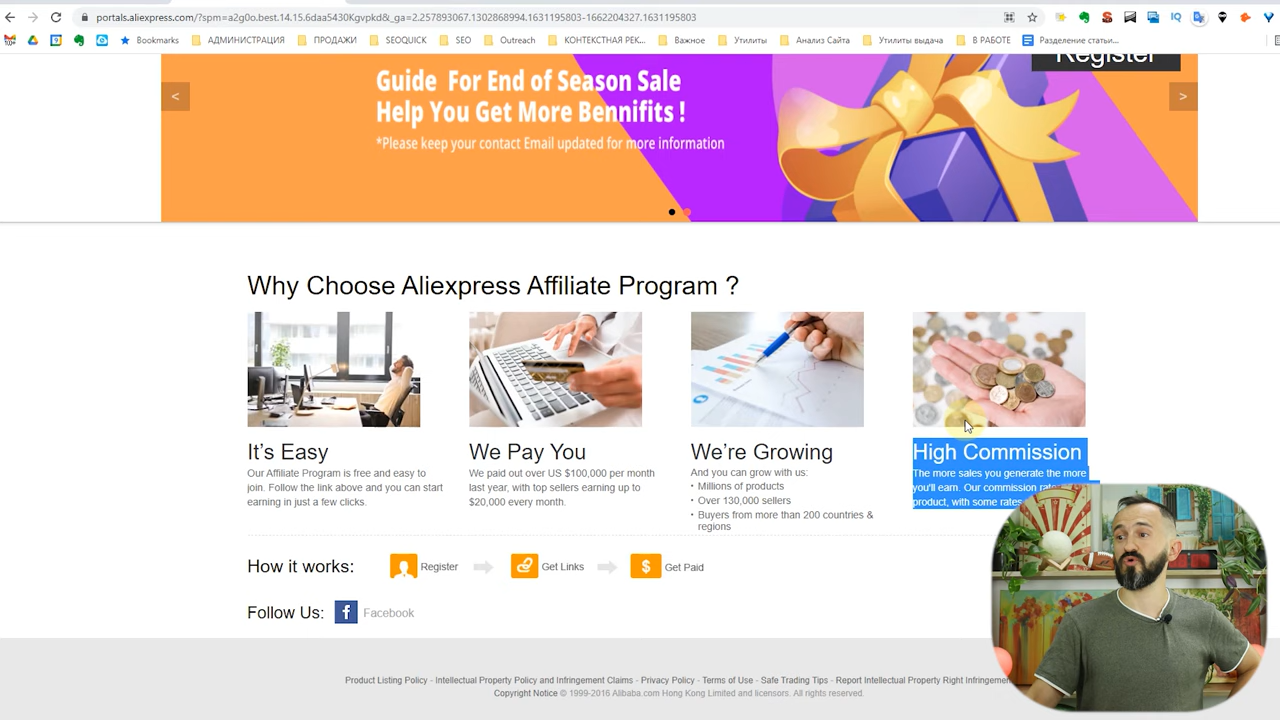 portals.aliexpress.com/?spm=a2g0o.best.14.15/6daaS430Kgvpkd&_ga=2.257893167.1302868994.1631195803-1662204327.1631195803
Bookmarks АДМИНИСТРАЦИЯ ПРОДАЖИ SEOQUICK SEO Outreach КОНТЕКСТНАЯ РЕК... Важное Утилиты Анализ Сайта Утилиты выдача В РАБОТЕ Разделение статьи...
Register
Guide For End of Season Sale
Help You Get More Bennifits !
*Please keep your contact Email updated for more information
< >
Why Choose Aliexpress Affiliate Program ?
It's Easy
Our Affiliate Program is free and easy to
join. Follow the link above and you can start
earning in just a few clicks.
We Pay You
We paid out over US $100,000 per month
last year, with top sellers earning up to
$20,000 every month.
We're Growing
And you can grow with us:
• Millions of products
• Over 130,000 sellers
• Buyers from more than 200 countries &
regions
High Commission
The more sales you generate the more
you'll earn. Our commission
product, with some rates
How it works: Register Get Links $ Get Paid
Follow Us: f Facebook
Product Listing Policy - Intellectual Property Policy and Infringement Claims - Privacy Policy - Terms of Use - Safe Trading Tips - Report Intellectual Property Right
Copyright Notice © 1999-2016 Alibaba.com Hong Kong Limited and licensors. All rights reserved.